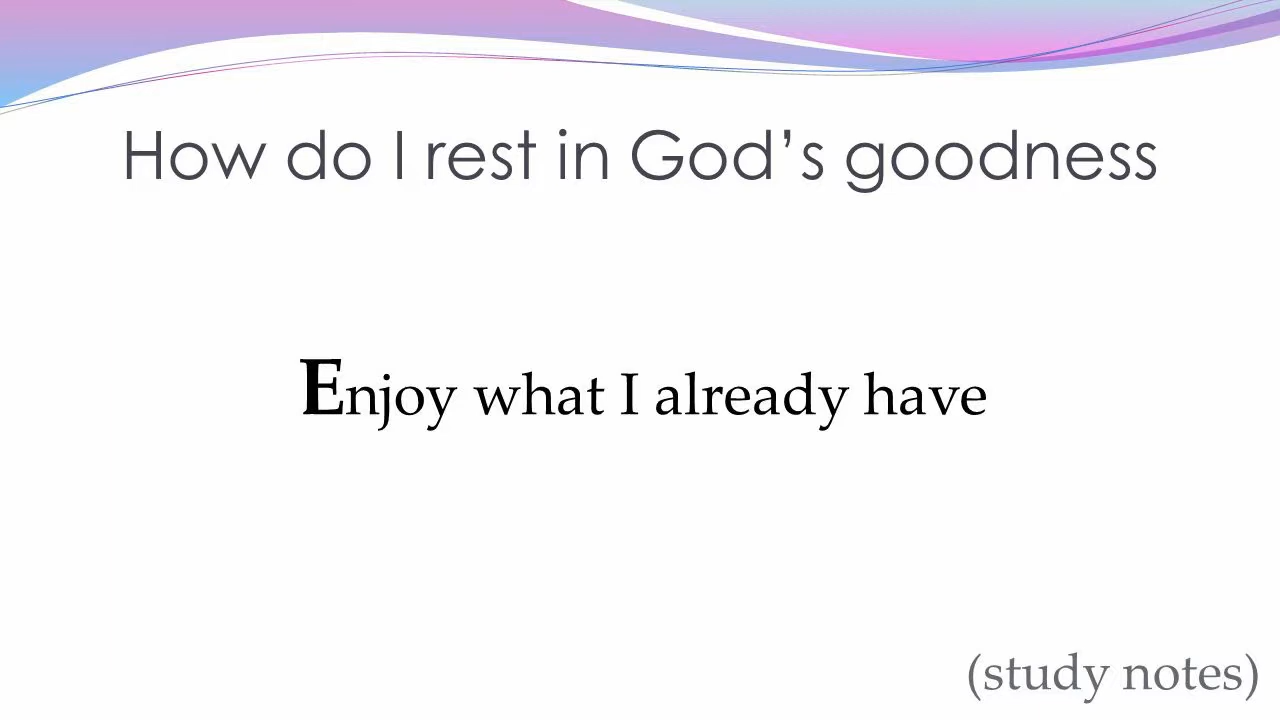 How do I rest in God’s goodness
Enjoy what I already have
(study notes)